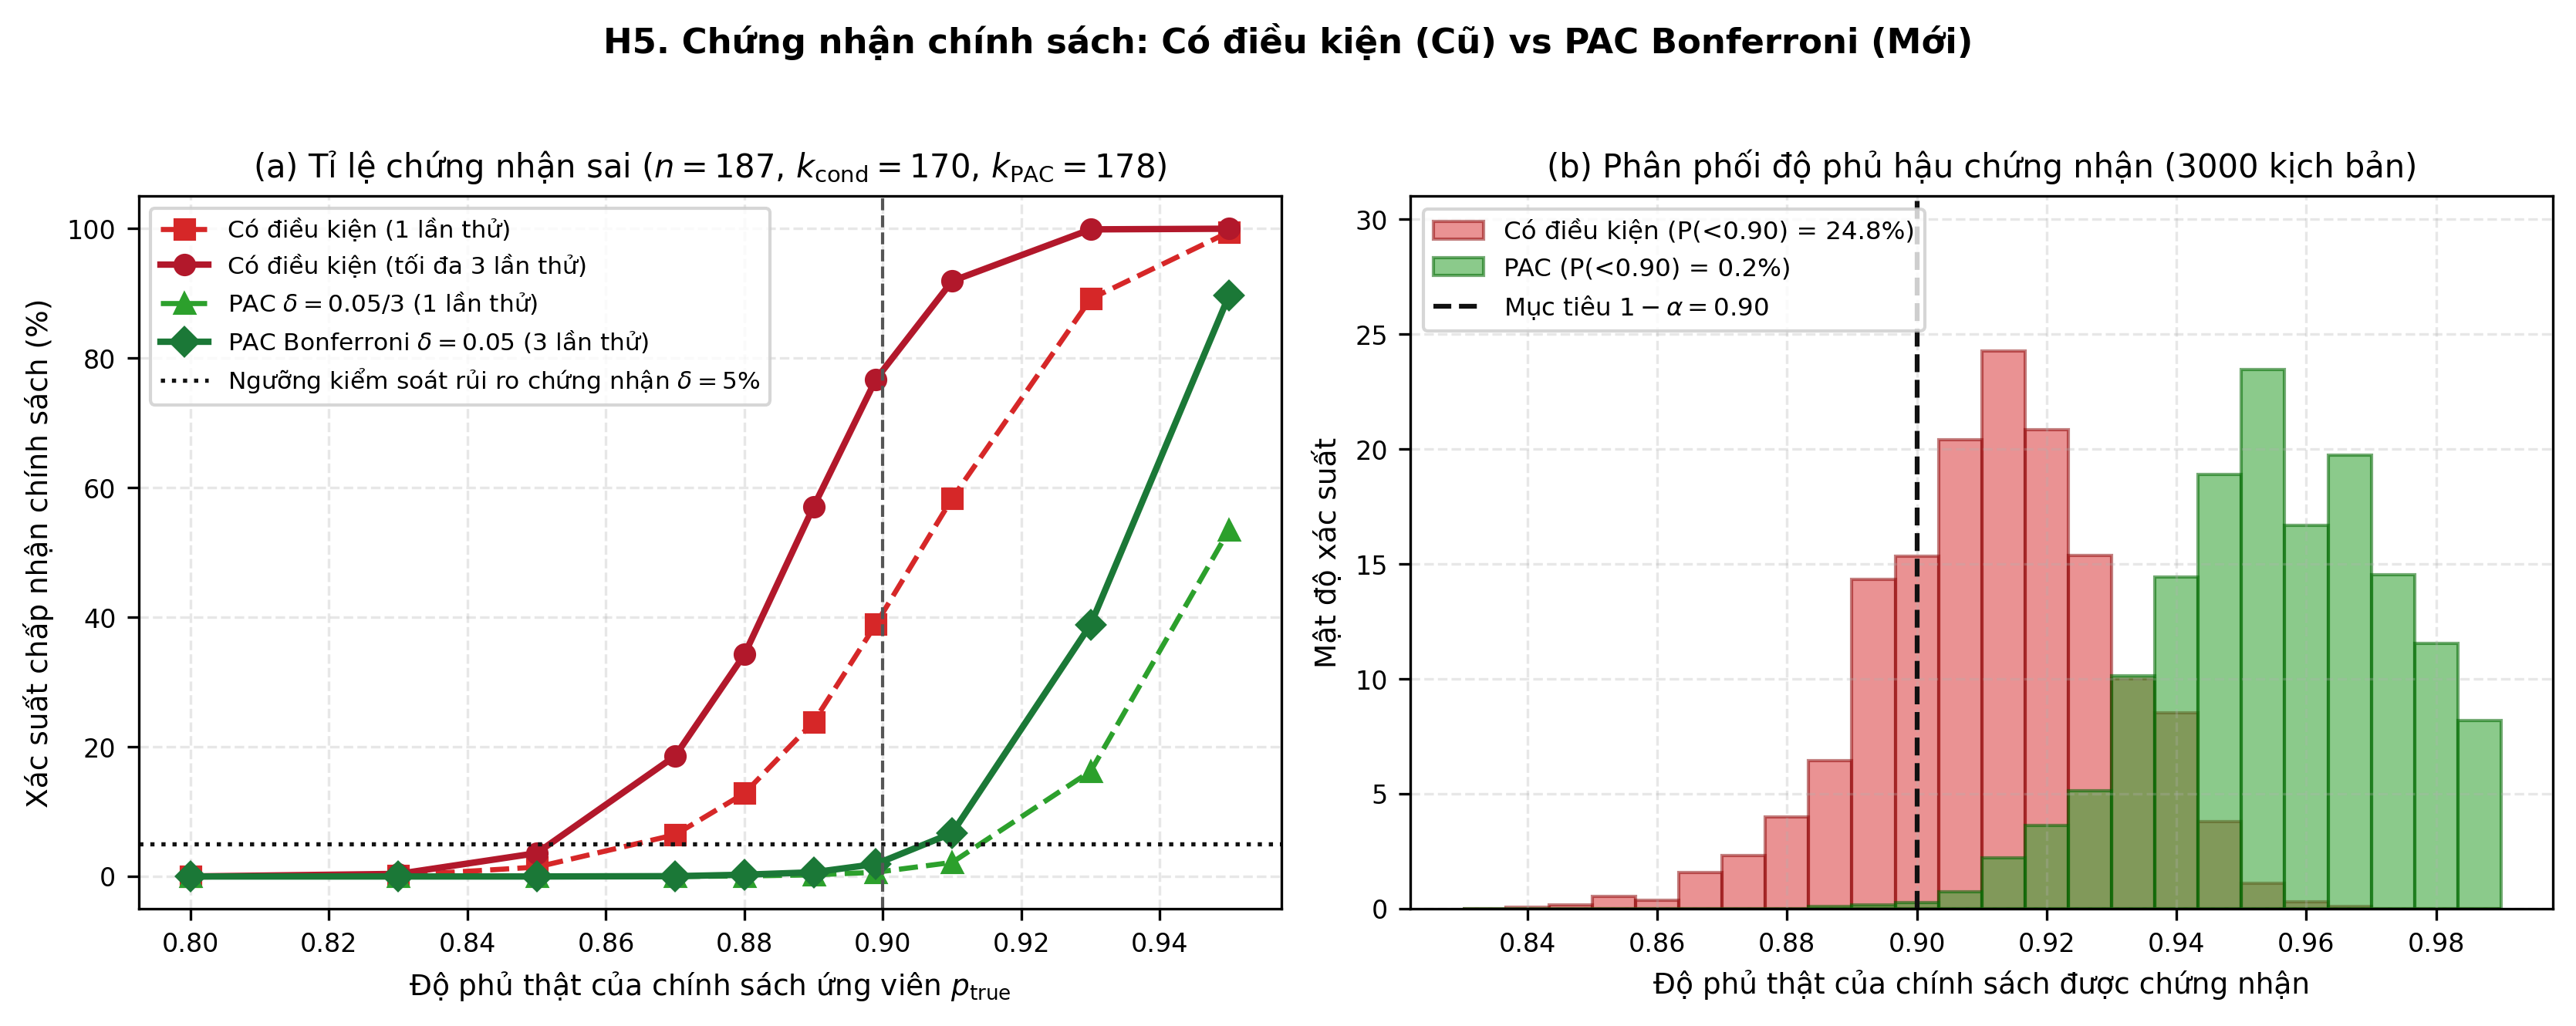 H5. Chứng nhận chính sách: Có điều kiện (Cũ) vs PAC Bonferroni (Mới)
(a) Tỉ lệ chứng nhận sai (n = 187, k_cond = 170, k_PAC = 178)
Có điều kiện (1 lần thử)
Có điều kiện (tối đa 3 lần thử)
PAC δ = 0.05/3 (1 lần thử)
PAC Bonferroni δ = 0.05 (3 lần thử)
Ngưỡng kiểm soát rủi ro chứng nhận δ = 5%
Xác suất chấp nhận chính sách (%)
100
80
60
40
20
0
0.80 0.82 0.84 0.86 0.88 0.90 0.92 0.94
Độ phủ thật của chính sách ứng viên p_true
(b) Phân phối độ phủ hậu chứng nhận (3000 kịch bản)
Có điều kiện (P(<0.90) = 24.8%)
PAC (P(<0.90) = 0.2%)
Mục tiêu 1 − α = 0.90
Mật độ xác suất
30
25
20
15
10
5
0
0.84 0.86 0.88 0.90 0.92 0.94 0.96 0.98
Độ phủ thật của chính sách được chứng nhận